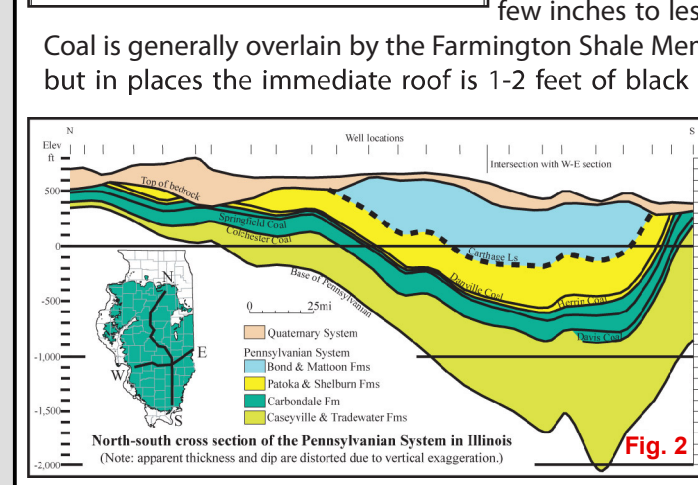 few inches to les
Coal is generally overlain by the Farmington Shale Mem
but in places the immediate roof is 1-2 feet of black
N
S
Elev
ft
Well locations
Intersection with W-E section
500
0
-500
-1,000
-1,500
-2,000
Top of bedrock
Springfield Coal
Colchester Coal
Base of Pennsylvanian
Carthage Ls
Danville Coal
Herrin Coal
Davis Coal
N
W
E
S
0 25mi
Quaternary System
Pennsylvanian System
Bond & Mattoon Fms
Patoka & Shelburn Fms
Carbondale Fm
Caseyville & Tradewater Fms
North-south cross section of the Pennsylvanian System in Illinois
(Note: apparent thickness and dip are distorted due to vertical exaggeration.)
Fig. 2